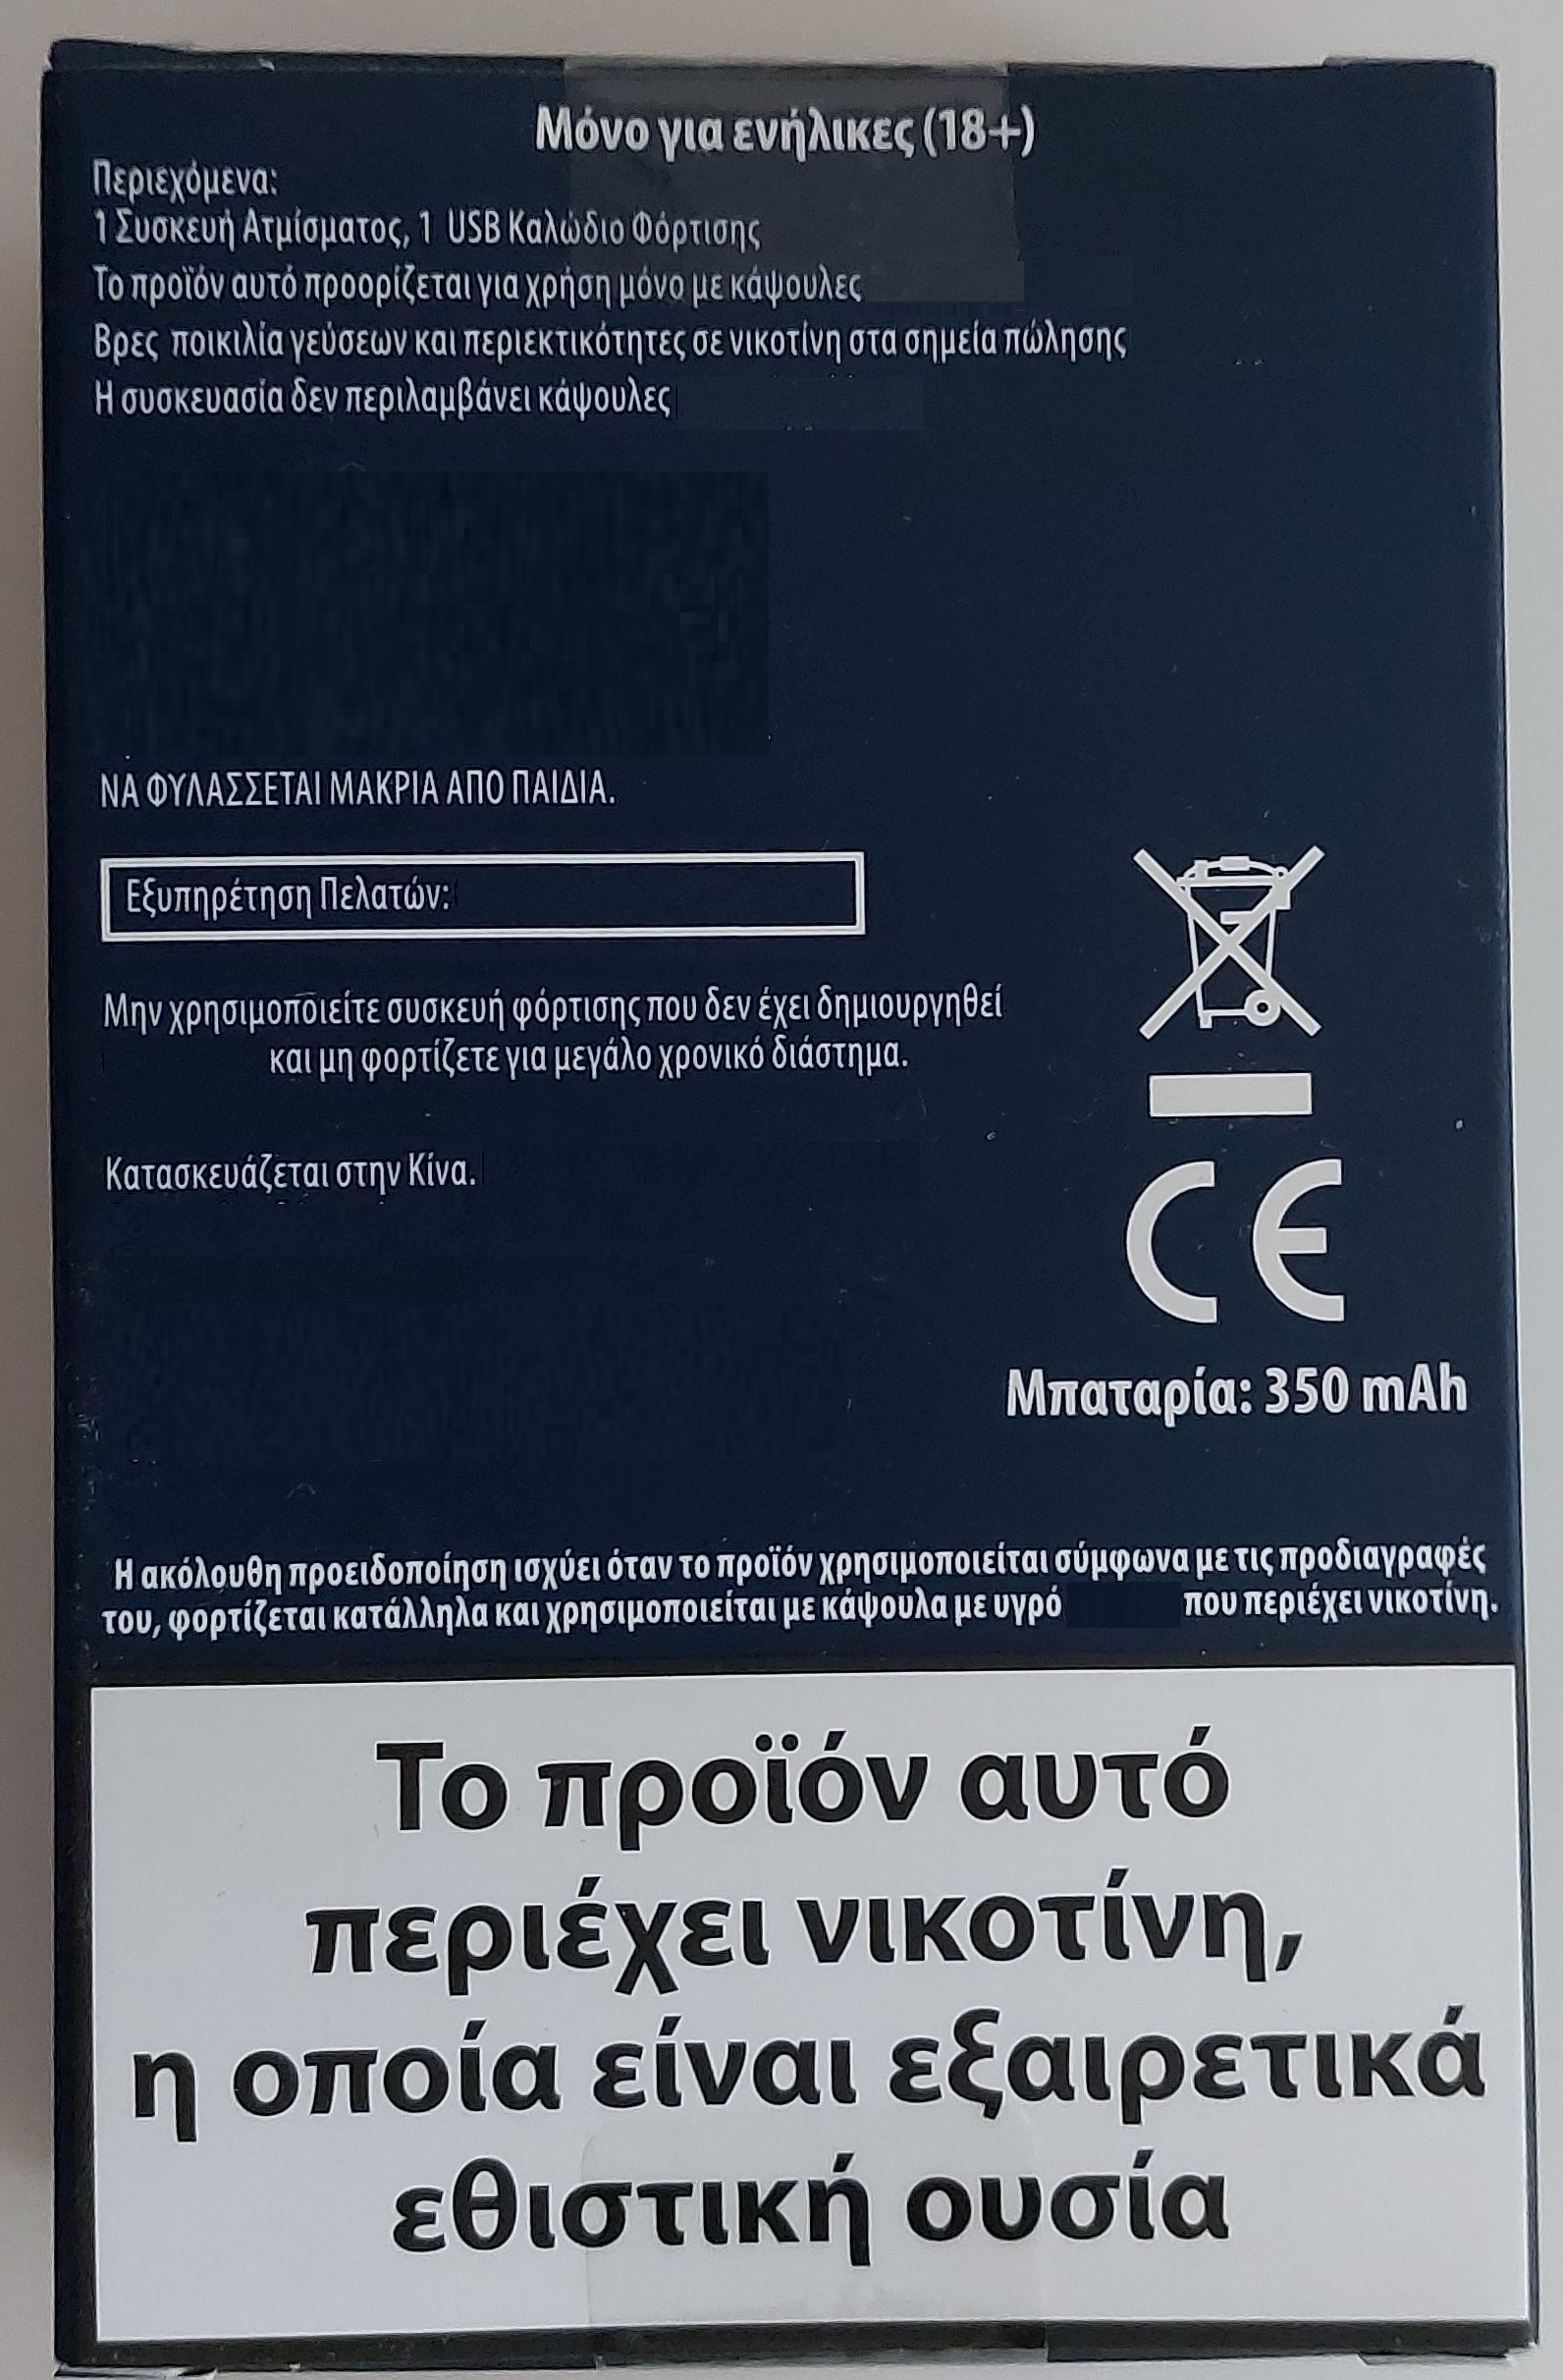 Μόνο για ενήλικες (18+)
Περιεχόμενα:
1 Συσκευή Ατμίσματος, 1 USB Καλώδιο Φόρτισης
Το προϊόν αυτό προορίζεται για χρήση μόνο με κάψουλες
Βρες ποικιλία γεύσεων και περιεκτικότητες σε νικοτίνη στα σημεία πώλησης
Η συσκευασία δεν περιλαμβάνει κάψουλες
ΝΑ ΦΥΛΑΣΣΕΤΑΙ ΜΑΚΡΙΑ ΑΠΟ ΠΑΙΔΙΑ.
Εξυπηρέτηση Πελατών:
Μην χρησιμοποιείτε συσκευή φόρτισης που δεν έχει δημιουργηθεί
και μη φορτίζετε για μεγάλο χρονικό διάστημα.
Κατασκευάζεται στην Κίνα.
CE
Μπαταρία: 350 mAh
Η ακόλουθη προειδοποίηση ισχύει όταν το προϊόν χρησιμοποιείται σύμφωνα με τις προδιαγραφές
του, φορτίζεται κατάλληλα και χρησιμοποιείται με κάψουλα με υγρό που περιέχει νικοτίνη.
Το προϊόν αυτό
περιέχει νικοτίνη,
η οποία είναι εξαιρετικά
εθιστική ουσία